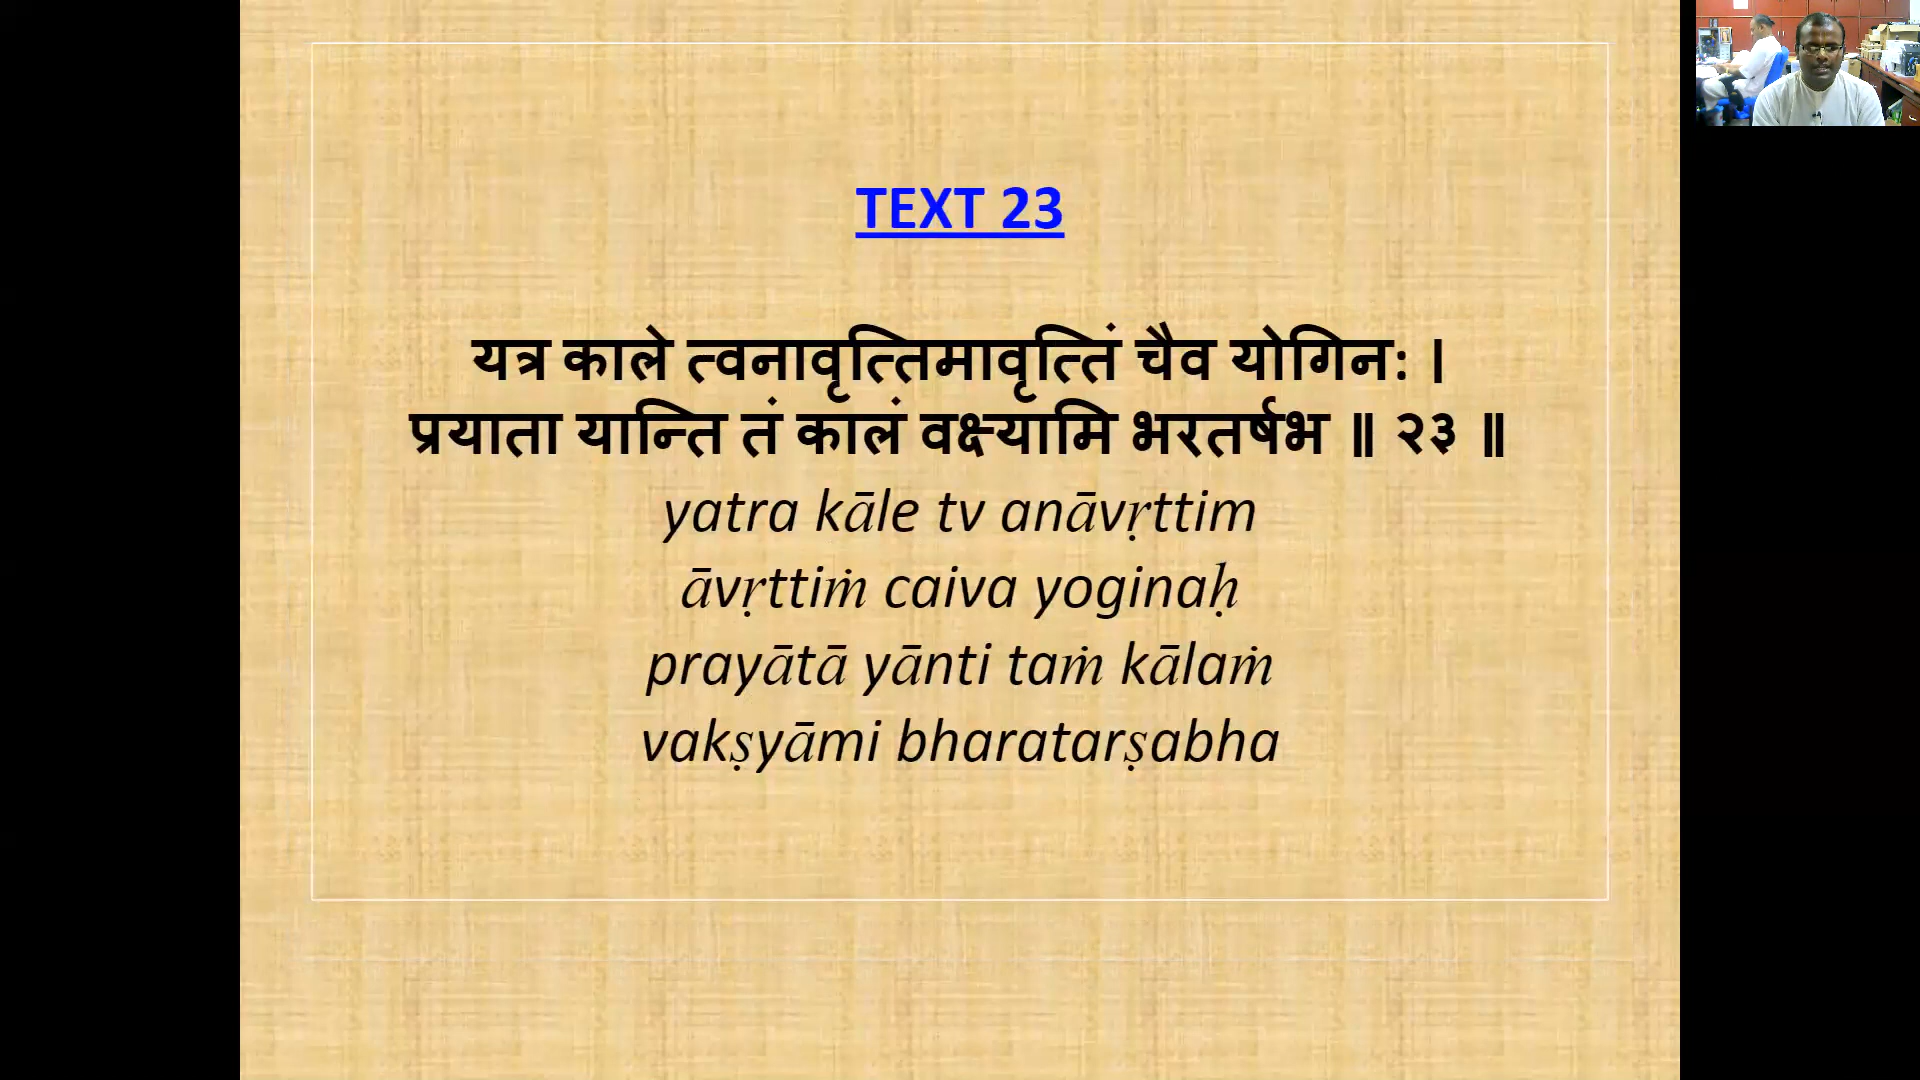 TEXT 23
यत्र काले त्वनावृत्तिमावृत्तिं चैव योगिनः ।
प्रयाता यान्ति तं कालं वक्ष्यामि भरतर्षभ ॥ २३ ॥
yatra kāle tv anāvṛttim
āvṛttiṁ caiva yoginaḥ
prayātā yānti taṁ kālaṁ
vakṣyāmi bharatarṣabha